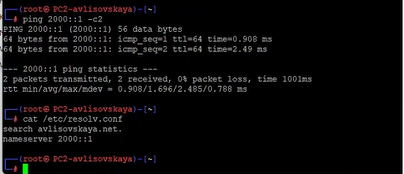 ┌──(root㉿ PC2-avlisovskaya)-[~]
└─# ping 2000::1 -c2
PING 2000::1 (2000::1) 56 data bytes
64 bytes from 2000::1: icmp_seq=1 ttl=64 time=0.908 ms
64 bytes from 2000::1: icmp_seq=2 ttl=64 time=2.49 ms

--- 2000::1 ping statistics ---
2 packets transmitted, 2 received, 0% packet loss, time 1001ms
rtt min/avg/max/mdev = 0.908/1.696/2.485/0.788 ms

┌──(root㉿ PC2-avlisovskaya)-[~]
└─# cat /etc/resolv.conf
search avlisovskaya.net.
nameserver 2000::1

┌──(root㉿ PC2-avlisovskaya)-[~]
└─#